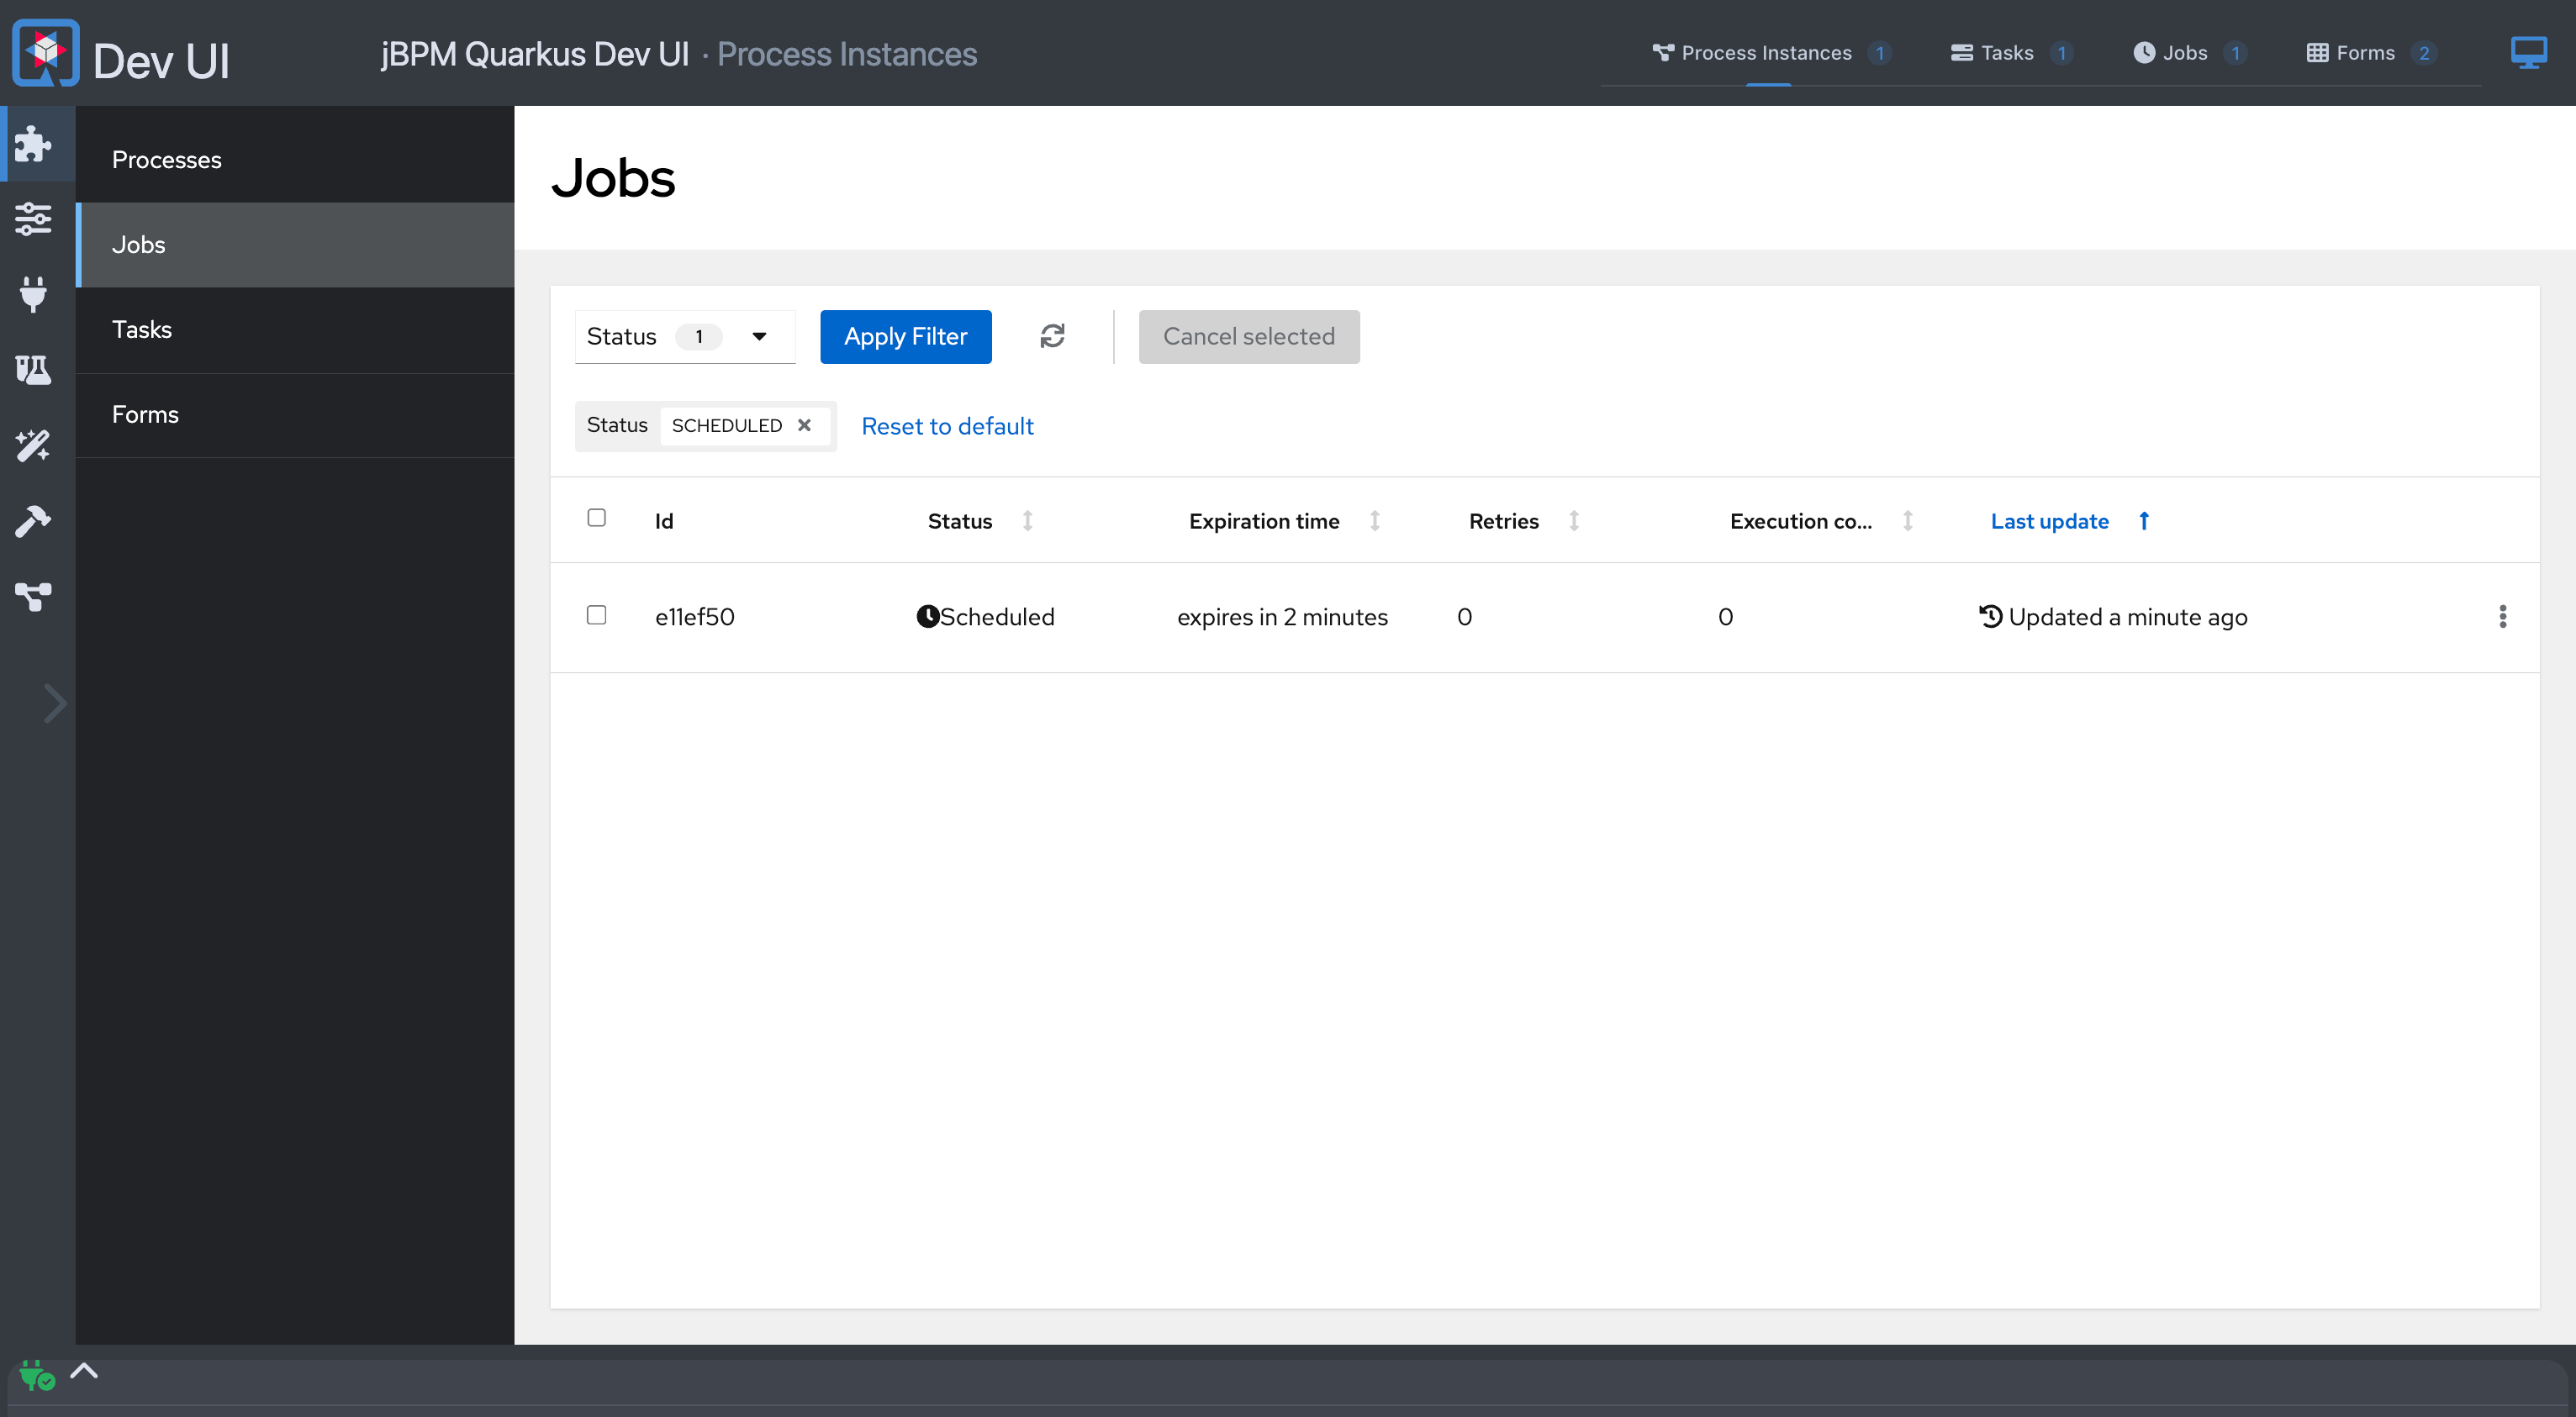 Dev UI
jBPM Quarkus Dev UI · Process Instances
Process Instances 1
Tasks 1
Jobs 1
Forms 2
Processes
Jobs
Tasks
Forms
Jobs
Status 1
Apply Filter
Cancel selected
Status SCHEDULED
Reset to default
Id Status Expiration time Retries Execution co... Last update
e11ef50 Scheduled expires in 2 minutes 0 0 Updated a minute ago